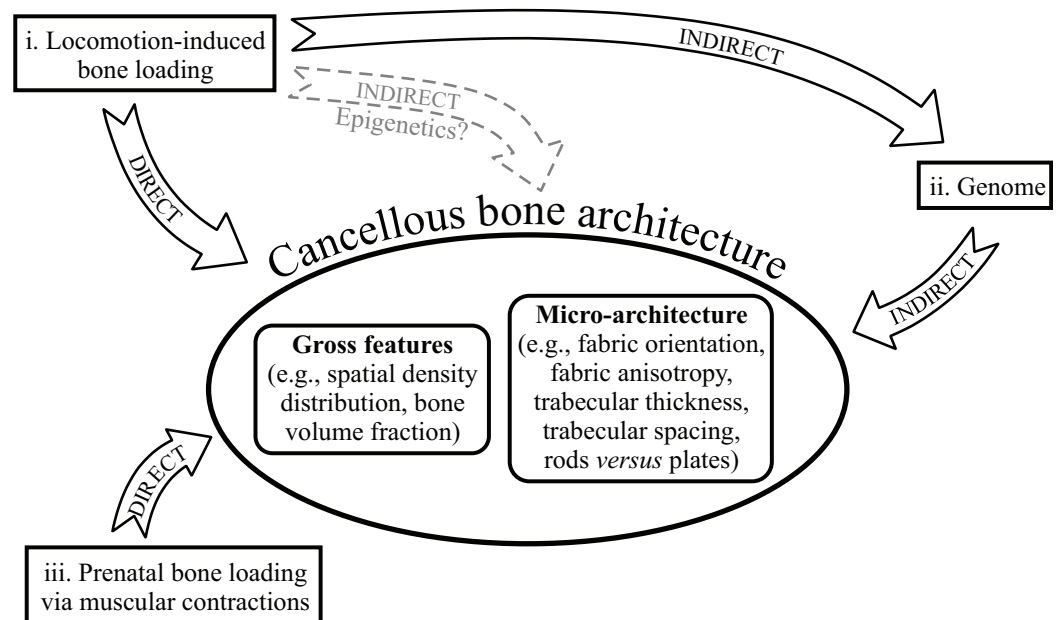 i. Locomotion-induced
bone loading
INDIRECT
INDIRECT
Epigenetics?
DIRECT
ii. Genome
INDIRECT
Cancellous bone architecture
Gross features
(e.g., spatial density
distribution, bone
volume fraction)
Micro-architecture
(e.g., fabric orientation,
fabric anisotropy,
trabecular thickness,
trabecular spacing,
rods versus plates)
DIRECT
iii. Prenatal bone loading
via muscular contractions